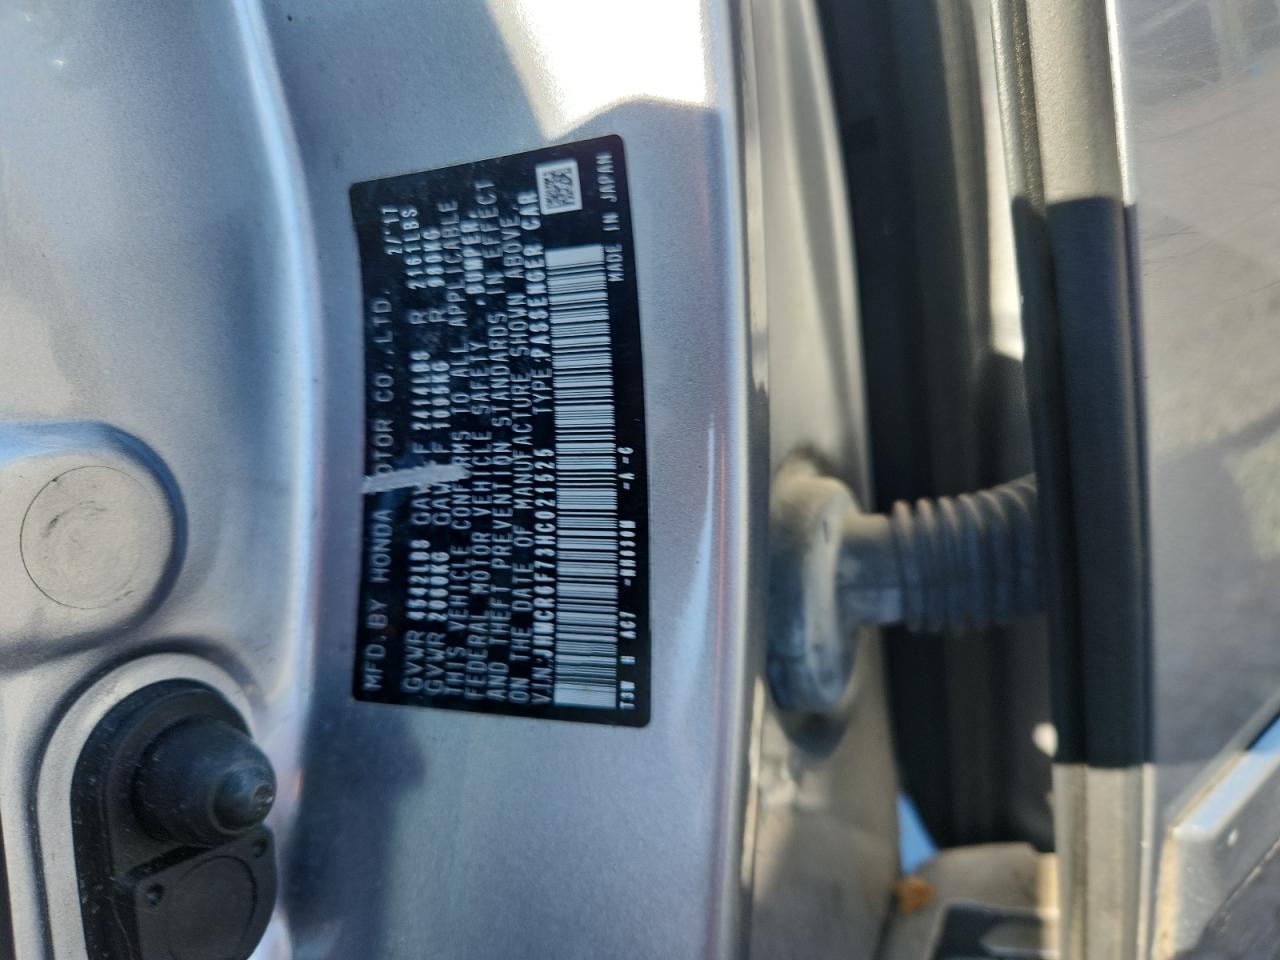 MFD.BY HONDA MOTOR CO.,LTD. 2/17
GVWR 4542LBS GAWR F 2414LBS R 2161LBS
GVWR 2060KG GAWR F 1095KG R 980KG
THIS VEHICLE CONFORMS TO ALL APPLICABLE
FEDERAL MOTOR VEHICLE SAFETY, BUMPER,
AND THEFT PREVENTION STANDARDS IN EFFECT
ON THE DATE OF MANUFACTURE SHOWN ABOVE.
V.I.N:JHMCR6F73HC021525 TYPE:PASSENGER CAR
MADE IN JAPAN